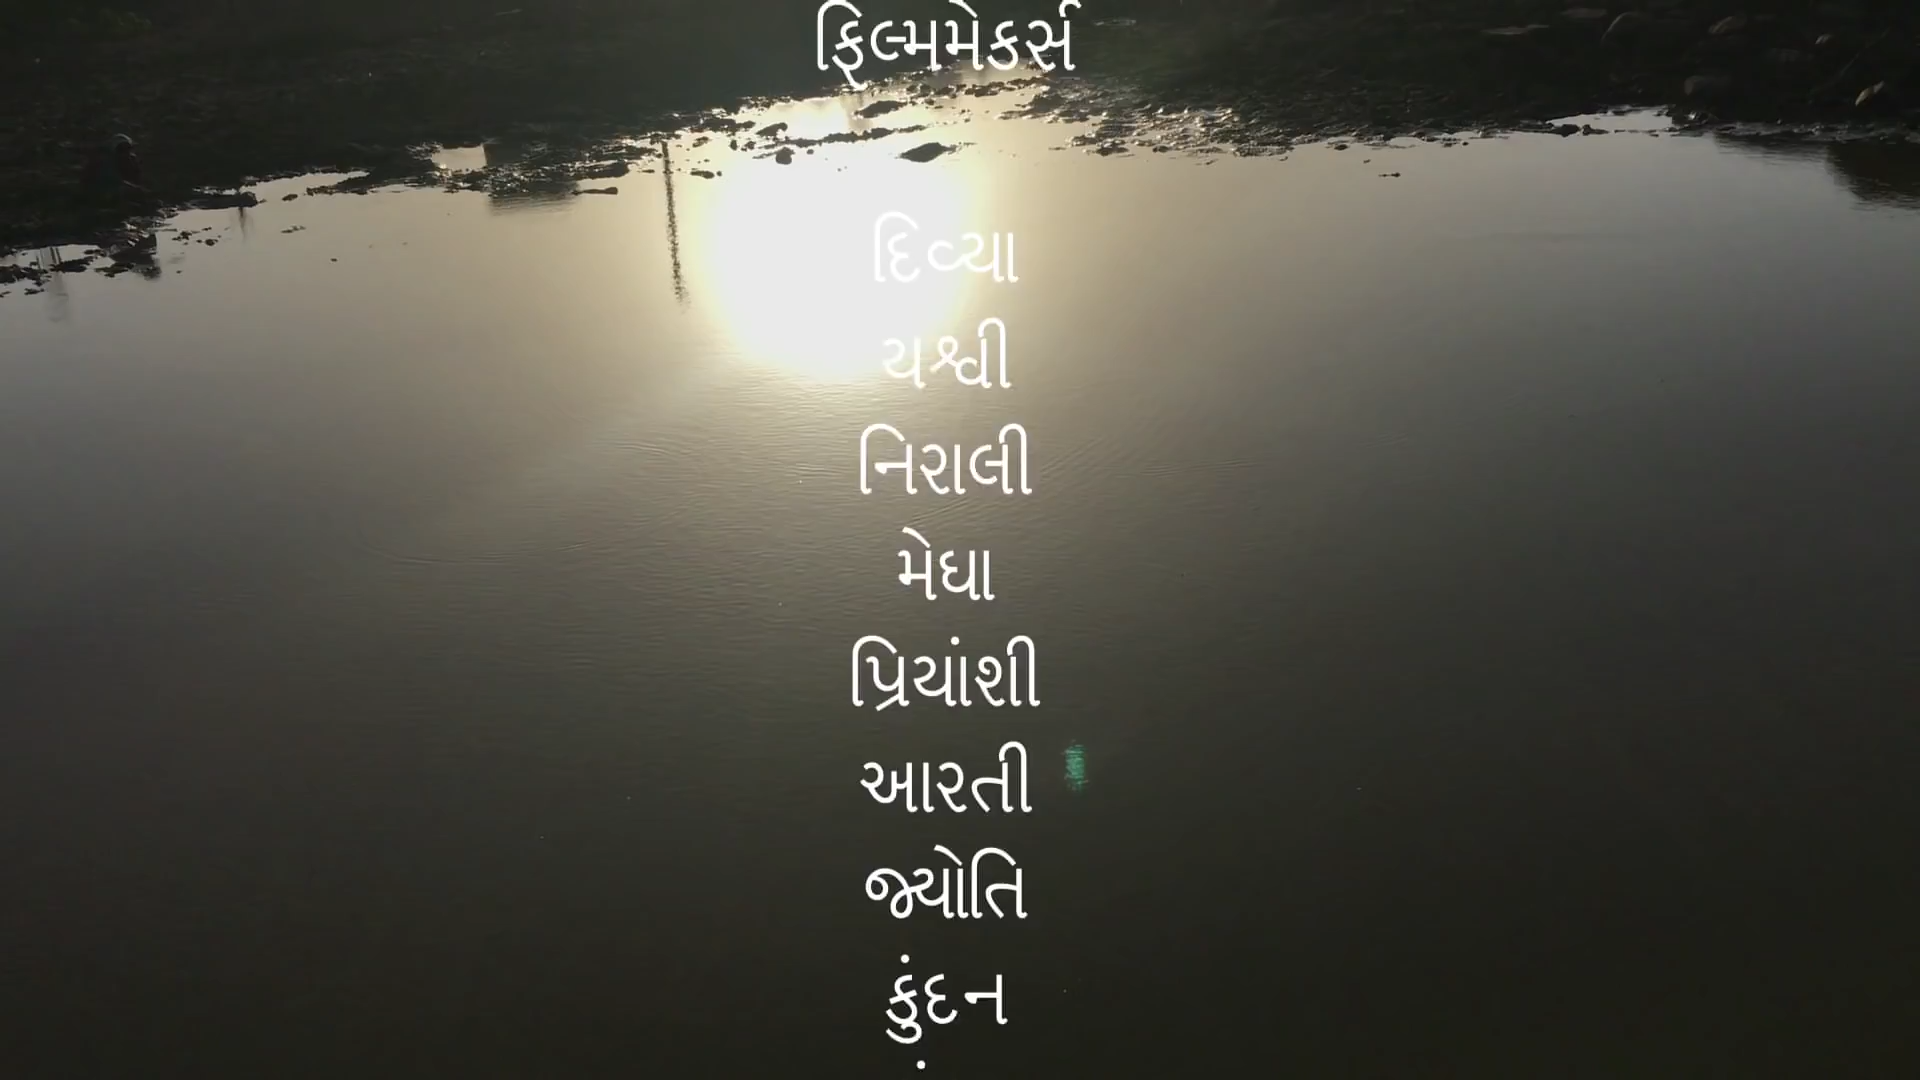 ફિલ્મમેકર્સ
દિવ્યા
યશ્વી
નિરાલી
મેઘા
પ્રિયાંશી
આરતી
જ્યોતિ
કુંદન